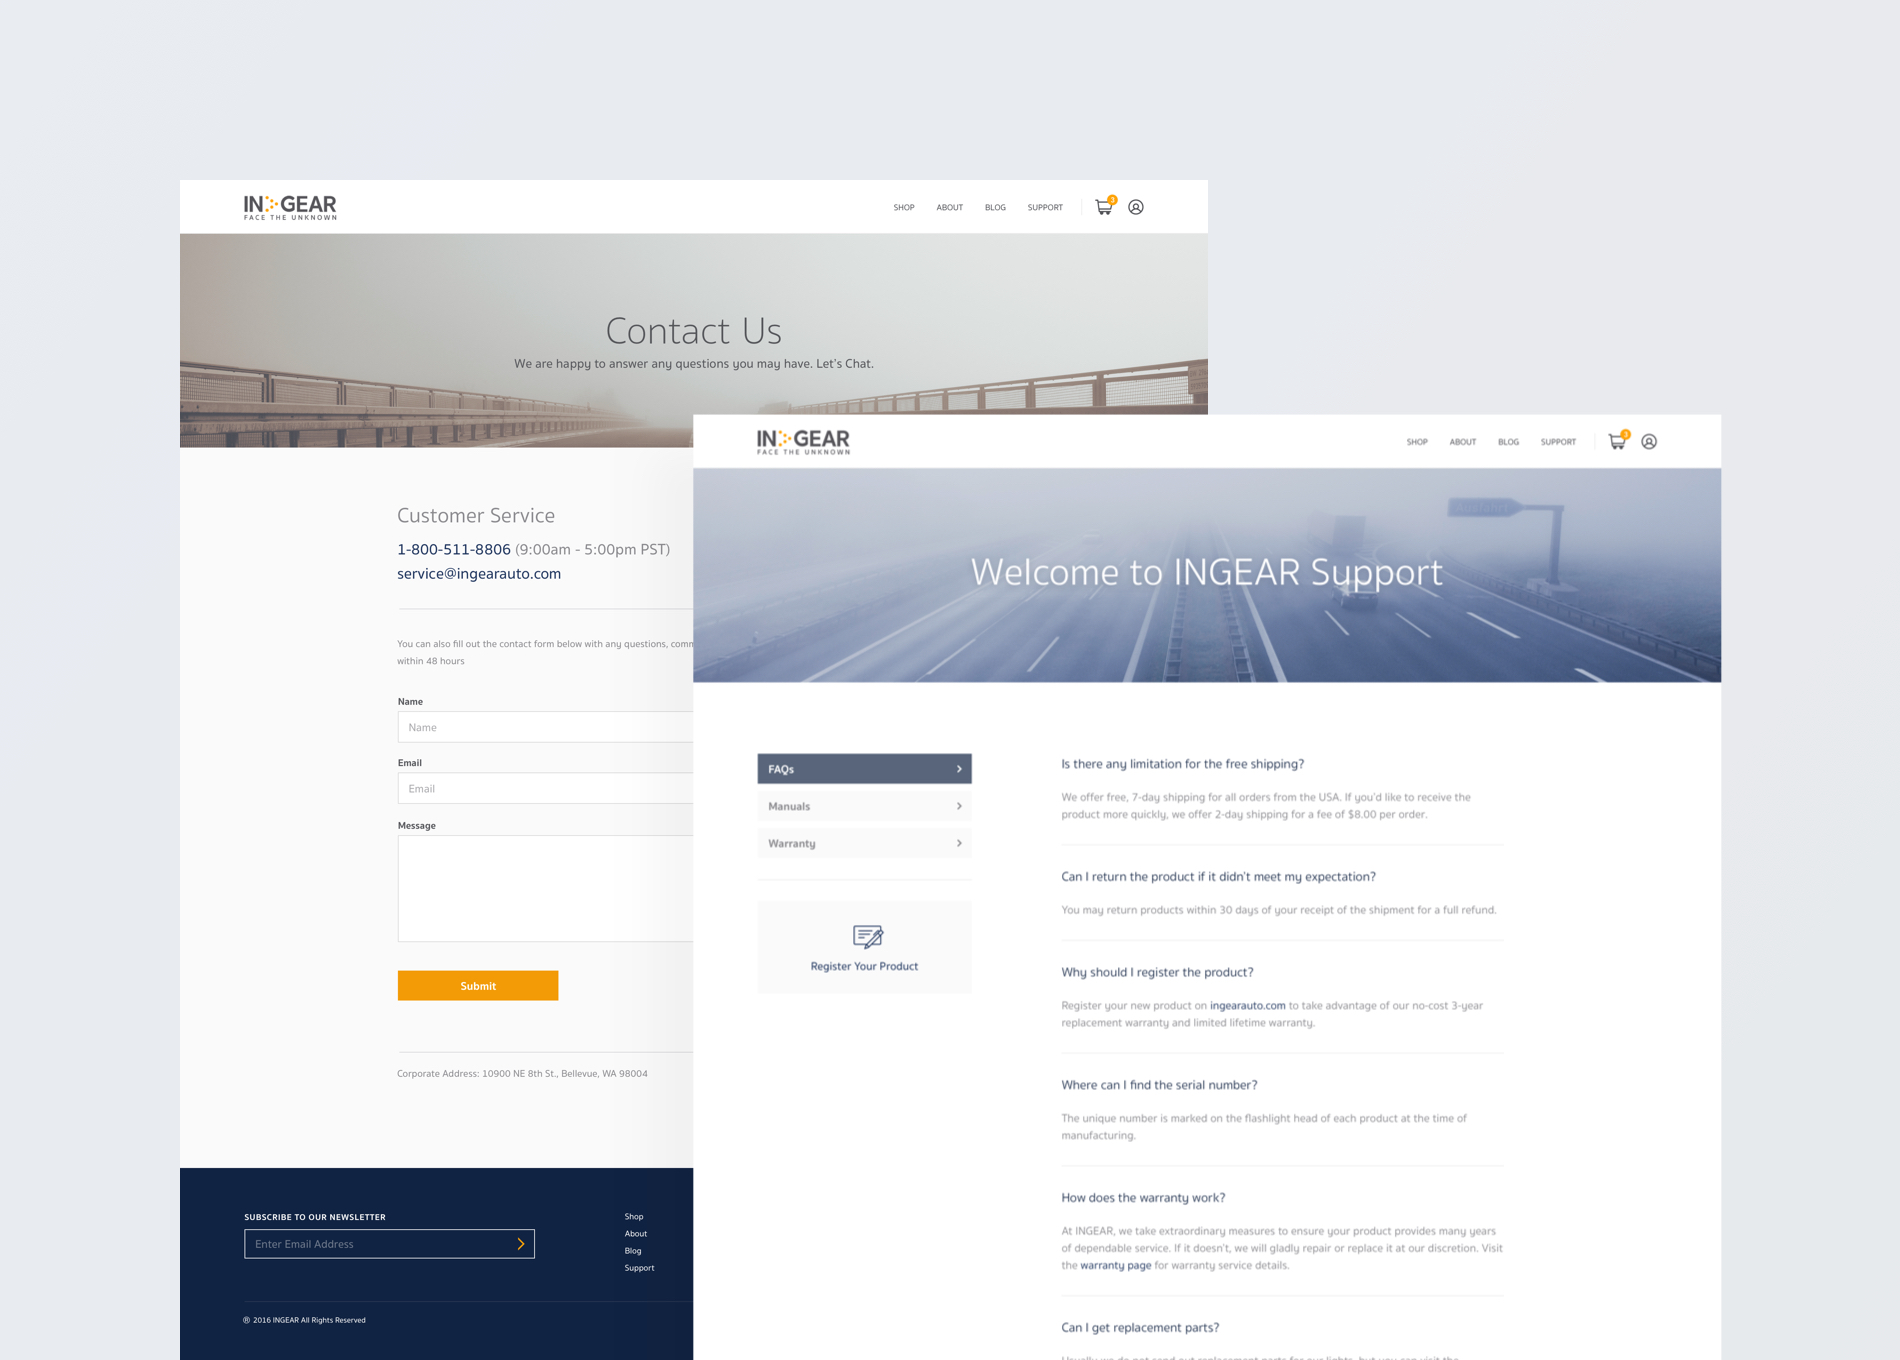 IN GEAR
FACE THE UNKNOWN
SHOP ABOUT BLOG SUPPORT 3
Contact Us
We are happy to answer any questions you may have. Let's Chat.
Customer Service
1-800-511-8806 (9:00am - 5:00pm PST)
service@ingearauto.com
You can also fill out the contact form below with any questions, comm
within 48 hours
Name
Name
Email
Email
Message
Submit
Corporate Address: 10900 NE 8th St., Bellevue, WA 98004
SUBSCRIBE TO OUR NEWSLETTER
Enter Email Address
Shop
About
Blog
Support
® 2016 INGEAR All Rights Reserved
IN GEAR
FACE THE UNKNOWN
SHOP ABOUT BLOG SUPPORT 3
Ausfahrt
Welcome to INGEAR Support
FAQs
Manuals
Warranty
Register Your Product
Is there any limitation for the free shipping?
We offer free, 7-day shipping for all orders from the USA. If you'd like to receive the
product more quickly, we offer 2-day shipping for a fee of $8.00 per order.
Can I return the product if it didn't meet my expectation?
You may return products within 30 days of your receipt of the shipment for a full refund.
Why should I register the product?
Register your new product on ingearauto.com to take advantage of our no-cost 3-year
replacement warranty and limited lifetime warranty.
Where can I find the serial number?
The unique number is marked on the flashlight head of each product at the time of
manufacturing.
How does the warranty work?
At INGEAR, we take extraordinary measures to ensure your product provides many years
of dependable service. If it doesn't, we will gladly repair or replace it at our discretion. Visit
the warranty page for warranty service details.
Can I get replacement parts?